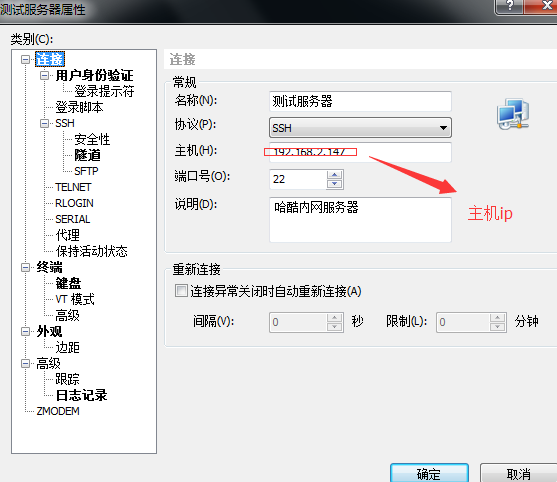 测试服务器属性
类别(C):
连接
用户身份验证
登录提示符
登录脚本
SSH
安全性
隧道
SFTP
TELNET
RLOGIN
SERIAL
代理
保持活动状态
终端
键盘
VT 模式
高级
外观
边距
高级
跟踪
日志记录
ZMODEM
连接
常规
名称(N): 测试服务器
协议(P): SSH
主机(H): 192.168.2.147
端口号(O): 22
主机ip
说明(D): 哈酷内网服务器
重新连接
连接异常关闭时自动重新连接(A)
间隔(V): 0 秒 限制(L): 0 分钟
确定 取消